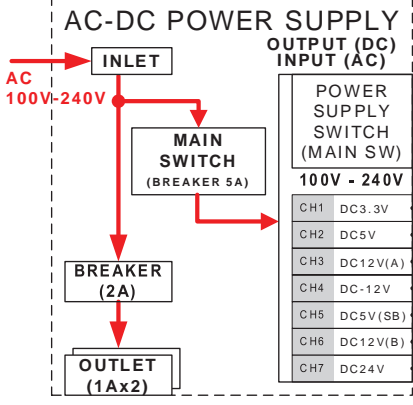 AC-DC POWER SUPPLY
OUTPUT (DC)
INPUT (AC)
INLET
AC
100V-240V
POWER
SUPPLY
SWITCH
(MAIN SW)
MAIN
SWITCH
(BREAKER 5A)
100V - 240V
CH1 DC3.3V
CH2 DC5V
CH3 DC12V(A)
CH4 DC-12V
CH5 DC5V(SB)
CH6 DC12V(B)
CH7 DC24V
BREAKER
(2A)
OUTLET
(1Ax2)